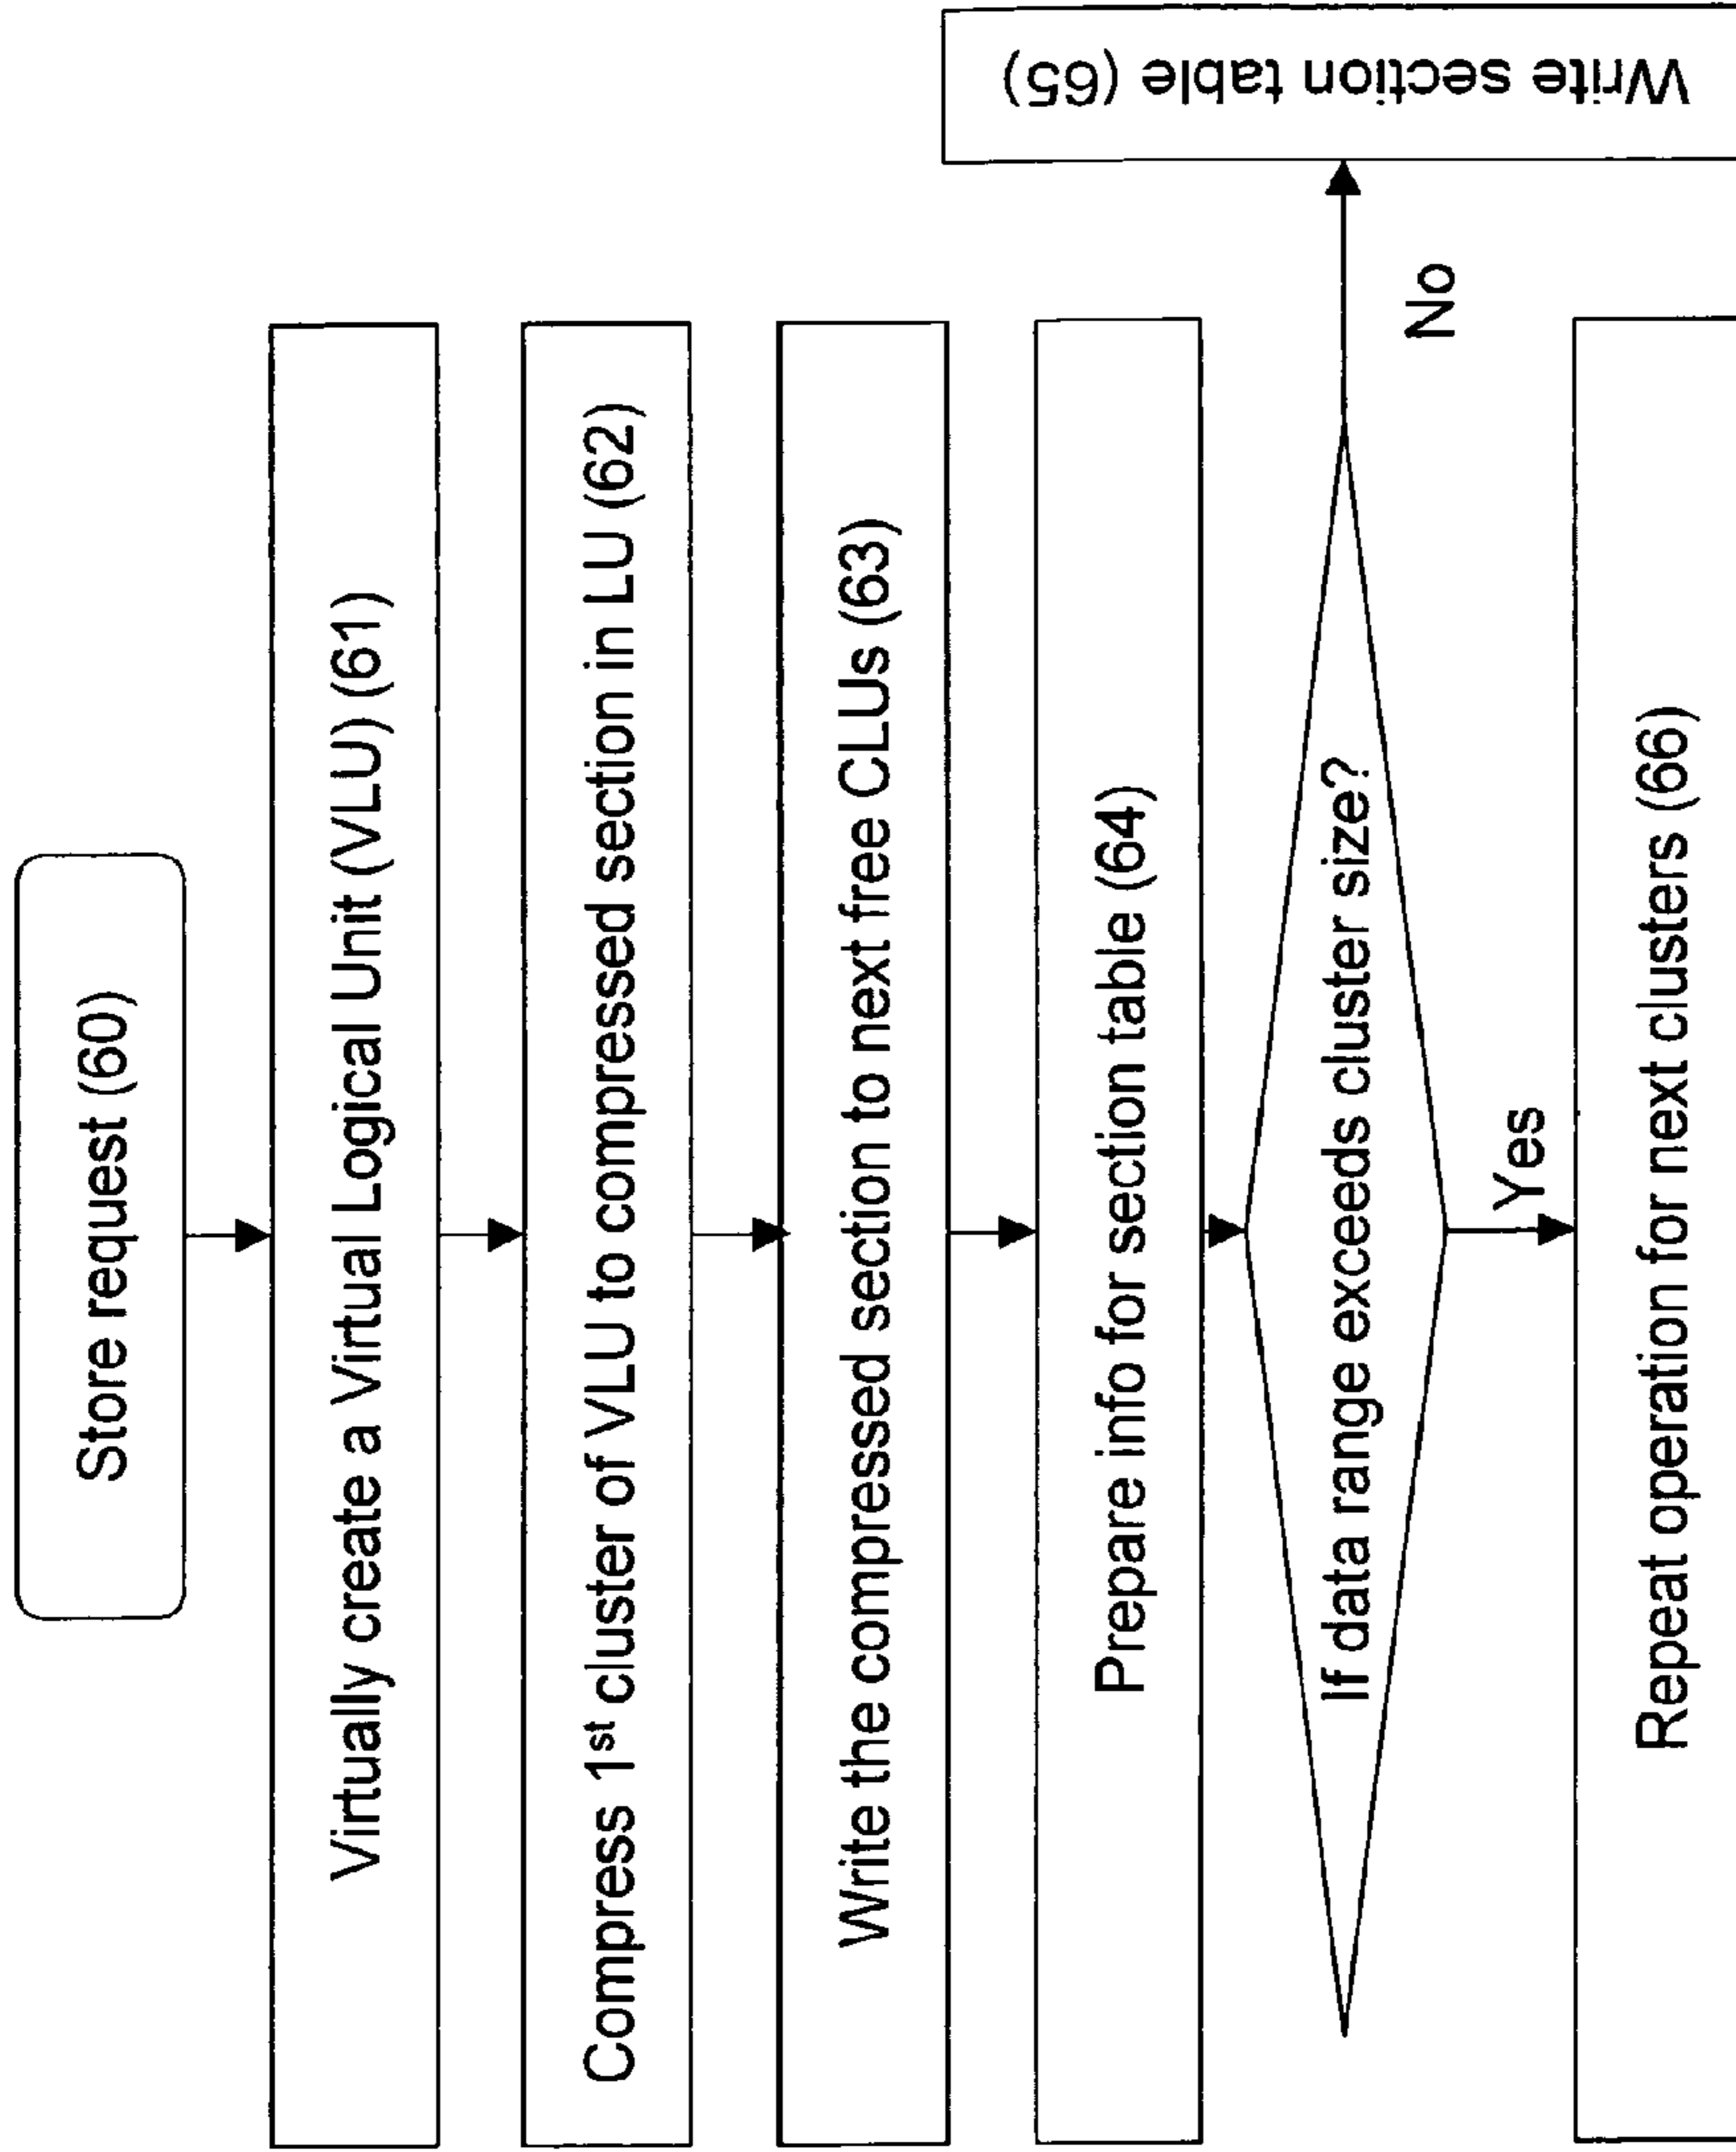 Store request (60)
Virtually create a Virtual Logical Unit (VLU) (61)
Compress 1st cluster of VLU to compressed section in LU (62)
Write the compressed section to next free CLUs (63)
Prepare info for section table (64)
If data range exceeds cluster size?
No
Write section table (65)
Yes
Repeat operation for next clusters (66)